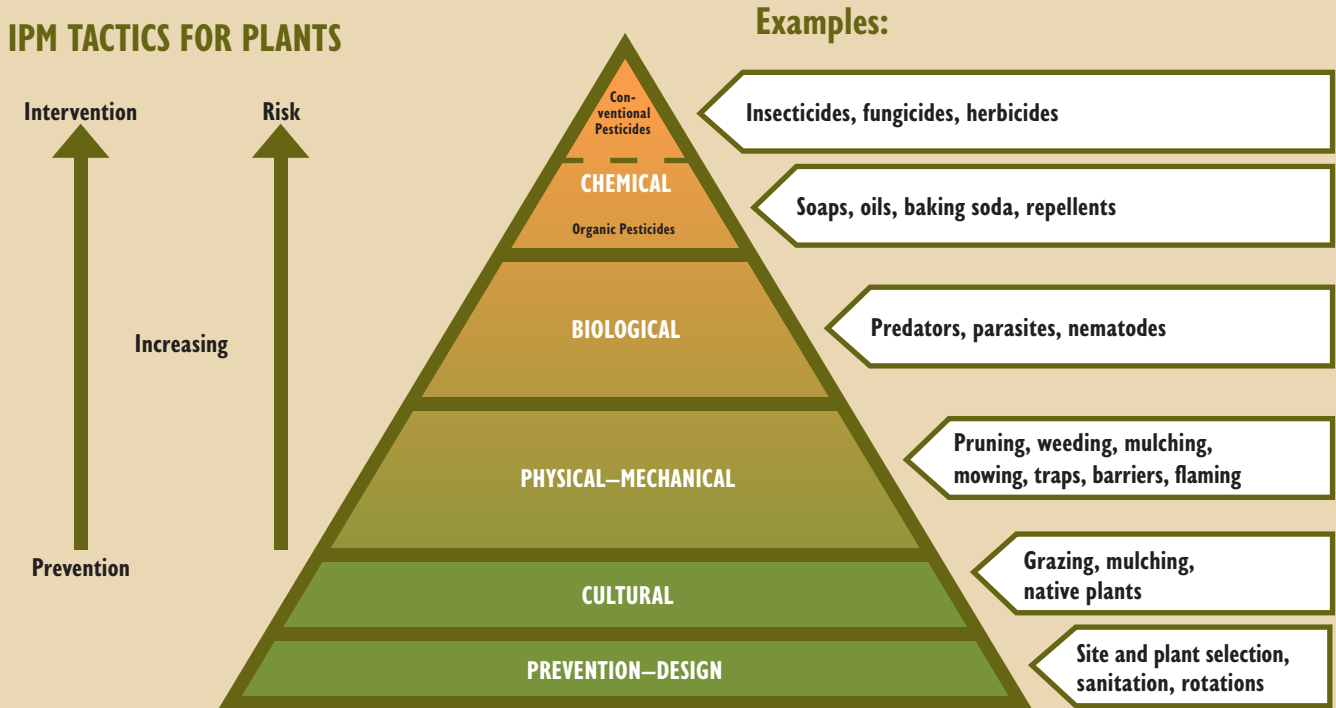 IPM TACTICS FOR PLANTS
Examples:
Intervention
Risk
Increasing
Prevention
Con-
ventional
Pesticides
Insecticides, fungicides, herbicides
CHEMICAL
Organic Pesticides
Soaps, oils, baking soda, repellents
BIOLOGICAL
Predators, parasites, nematodes
PHYSICAL–MECHANICAL
Pruning, weeding, mulching,
mowing, traps, barriers, flaming
CULTURAL
Grazing, mulching,
native plants
PREVENTION—DESIGN
Site and plant selection,
sanitation, rotations